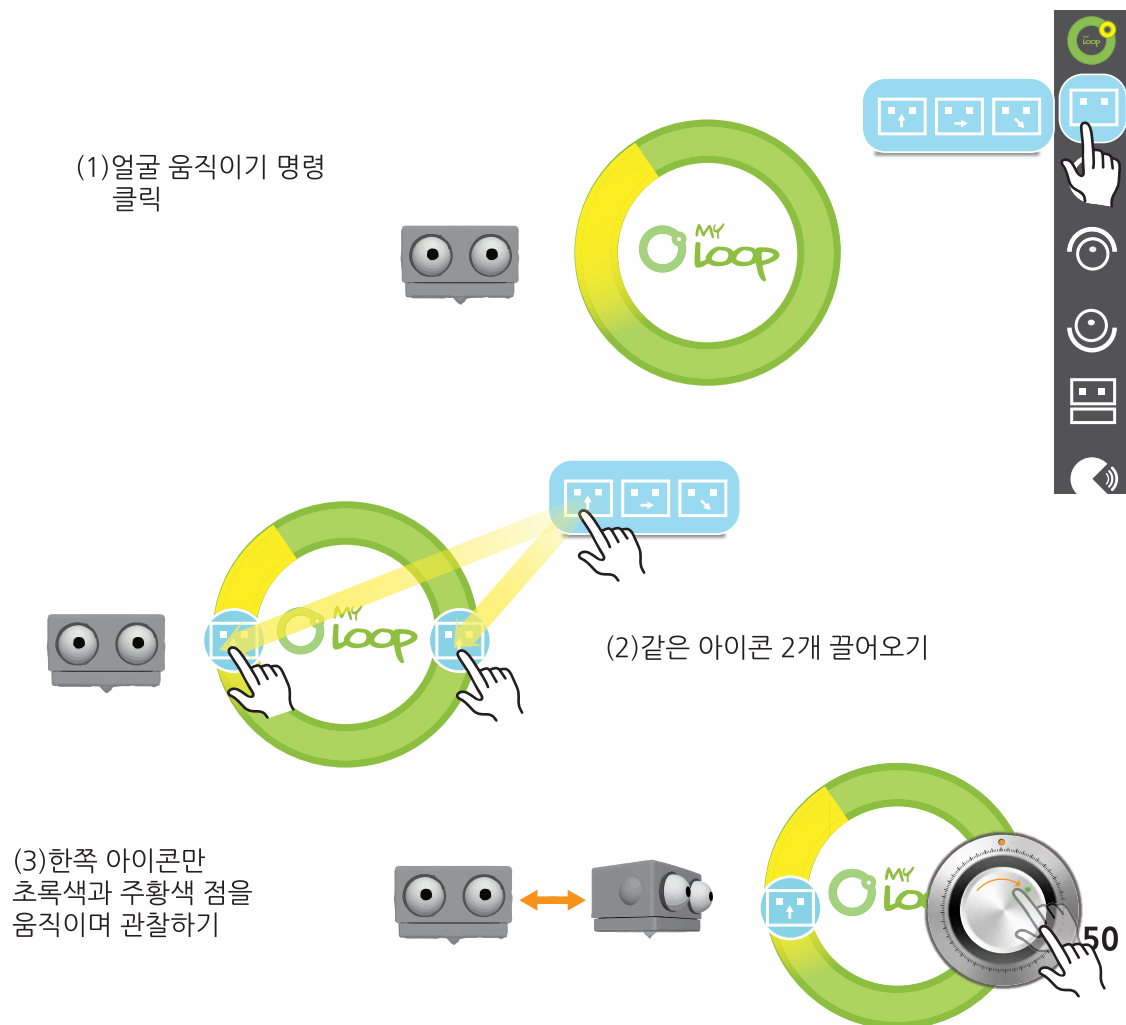 LOOP
(1)얼굴 움직이기 명령
클릭
MY
LOOP
MY
LOOP
(2)같은 아이콘 2개 끌어오기
(3)한쪽 아이콘만
초록색과 주황색 점을
움직이며 관찰하기
MY
50